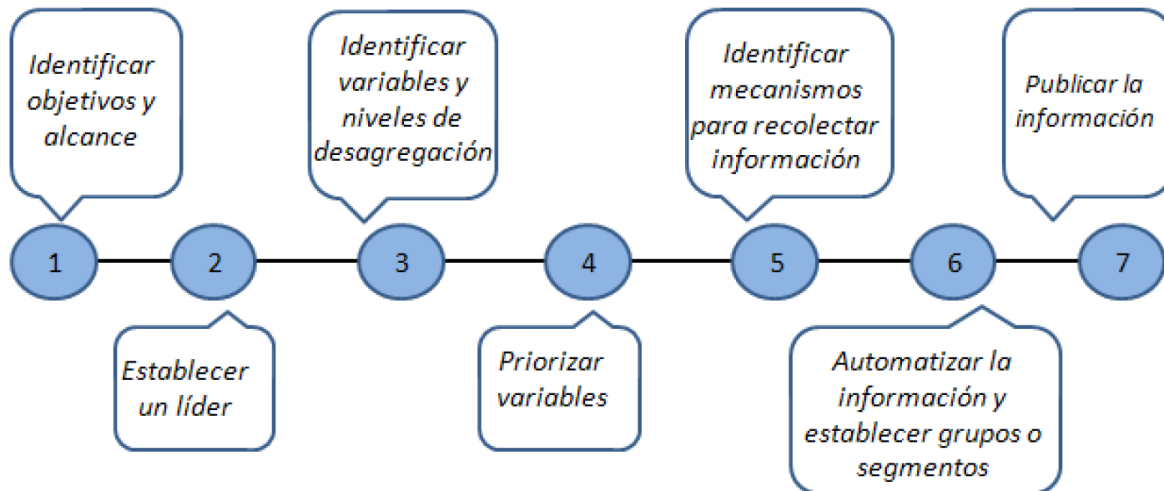 Identificar
objetivos y
alcance
Identificar
variables y
niveles de
desagregación
Identificar
mecanismos
para recolectar
información
Publicar la
información
1
2
3
4
5
6
7
Establecer
un líder
Priorizar
variables
Automatizar la
información y
establecer grupos o
segmentos